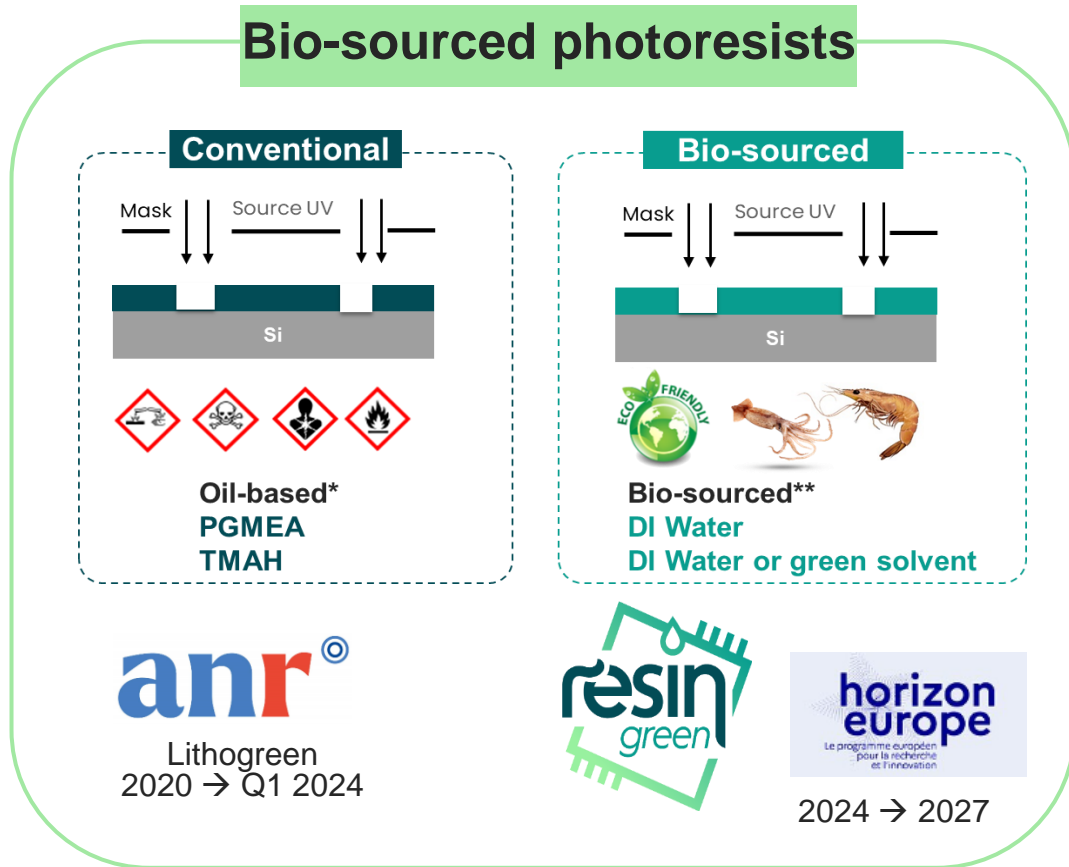 Bio-sourced photoresists
Conventional
Mask
Source UV
Si
Oil-based*
PGMEA
TMAH
Bio-sourced
Mask
Source UV
Si
ECO FRIENDLY
Bio-sourced**
DI Water
DI Water or green solvent
anr
Lithogreen
2020 → Q1 2024
resin
green
horizon
europe
Le programme européen
pour la recherche
et l'innovation
2024 → 2027